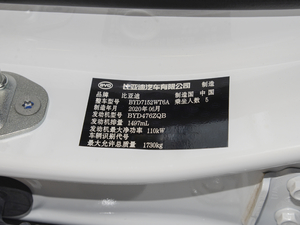 BYD 比亚迪汽车有限公司 制造
品牌 比亚迪 制造国 中国
整车型号 BYD7152WT6A 乘坐人数 5
制造年月 2020年06月
发动机型号 BYD476ZQB
发动机排量 1497mL
发动机最大净功率 110kW
车辆识别代号
最大允许总质量 1730kg